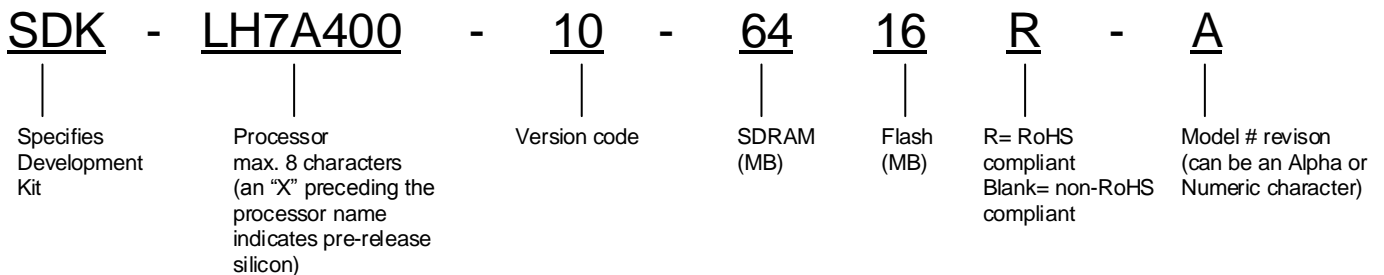 SDK - LH7A400 - 10 - 64 16 R - A
Specifies
Development
Kit
Processor
max. 8 characters
(an “X” preceding the
processor name
indicates pre-release
silicon)
Version code
SDRAM
(MB)
Flash
(MB)
R= RoHS
compliant
Blank= non-RoHS
compliant
Model # revison
(can be an Alpha or
Numeric character)